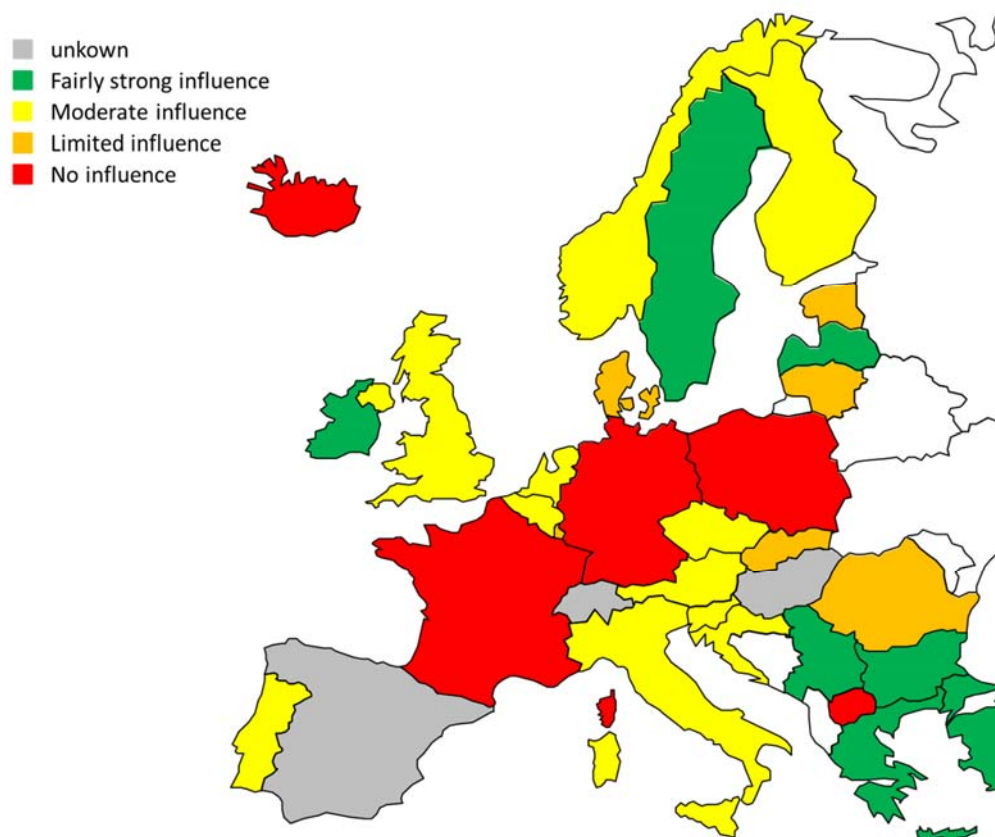 unkown
Fairly strong influence
Moderate influence
Limited influence
No influence